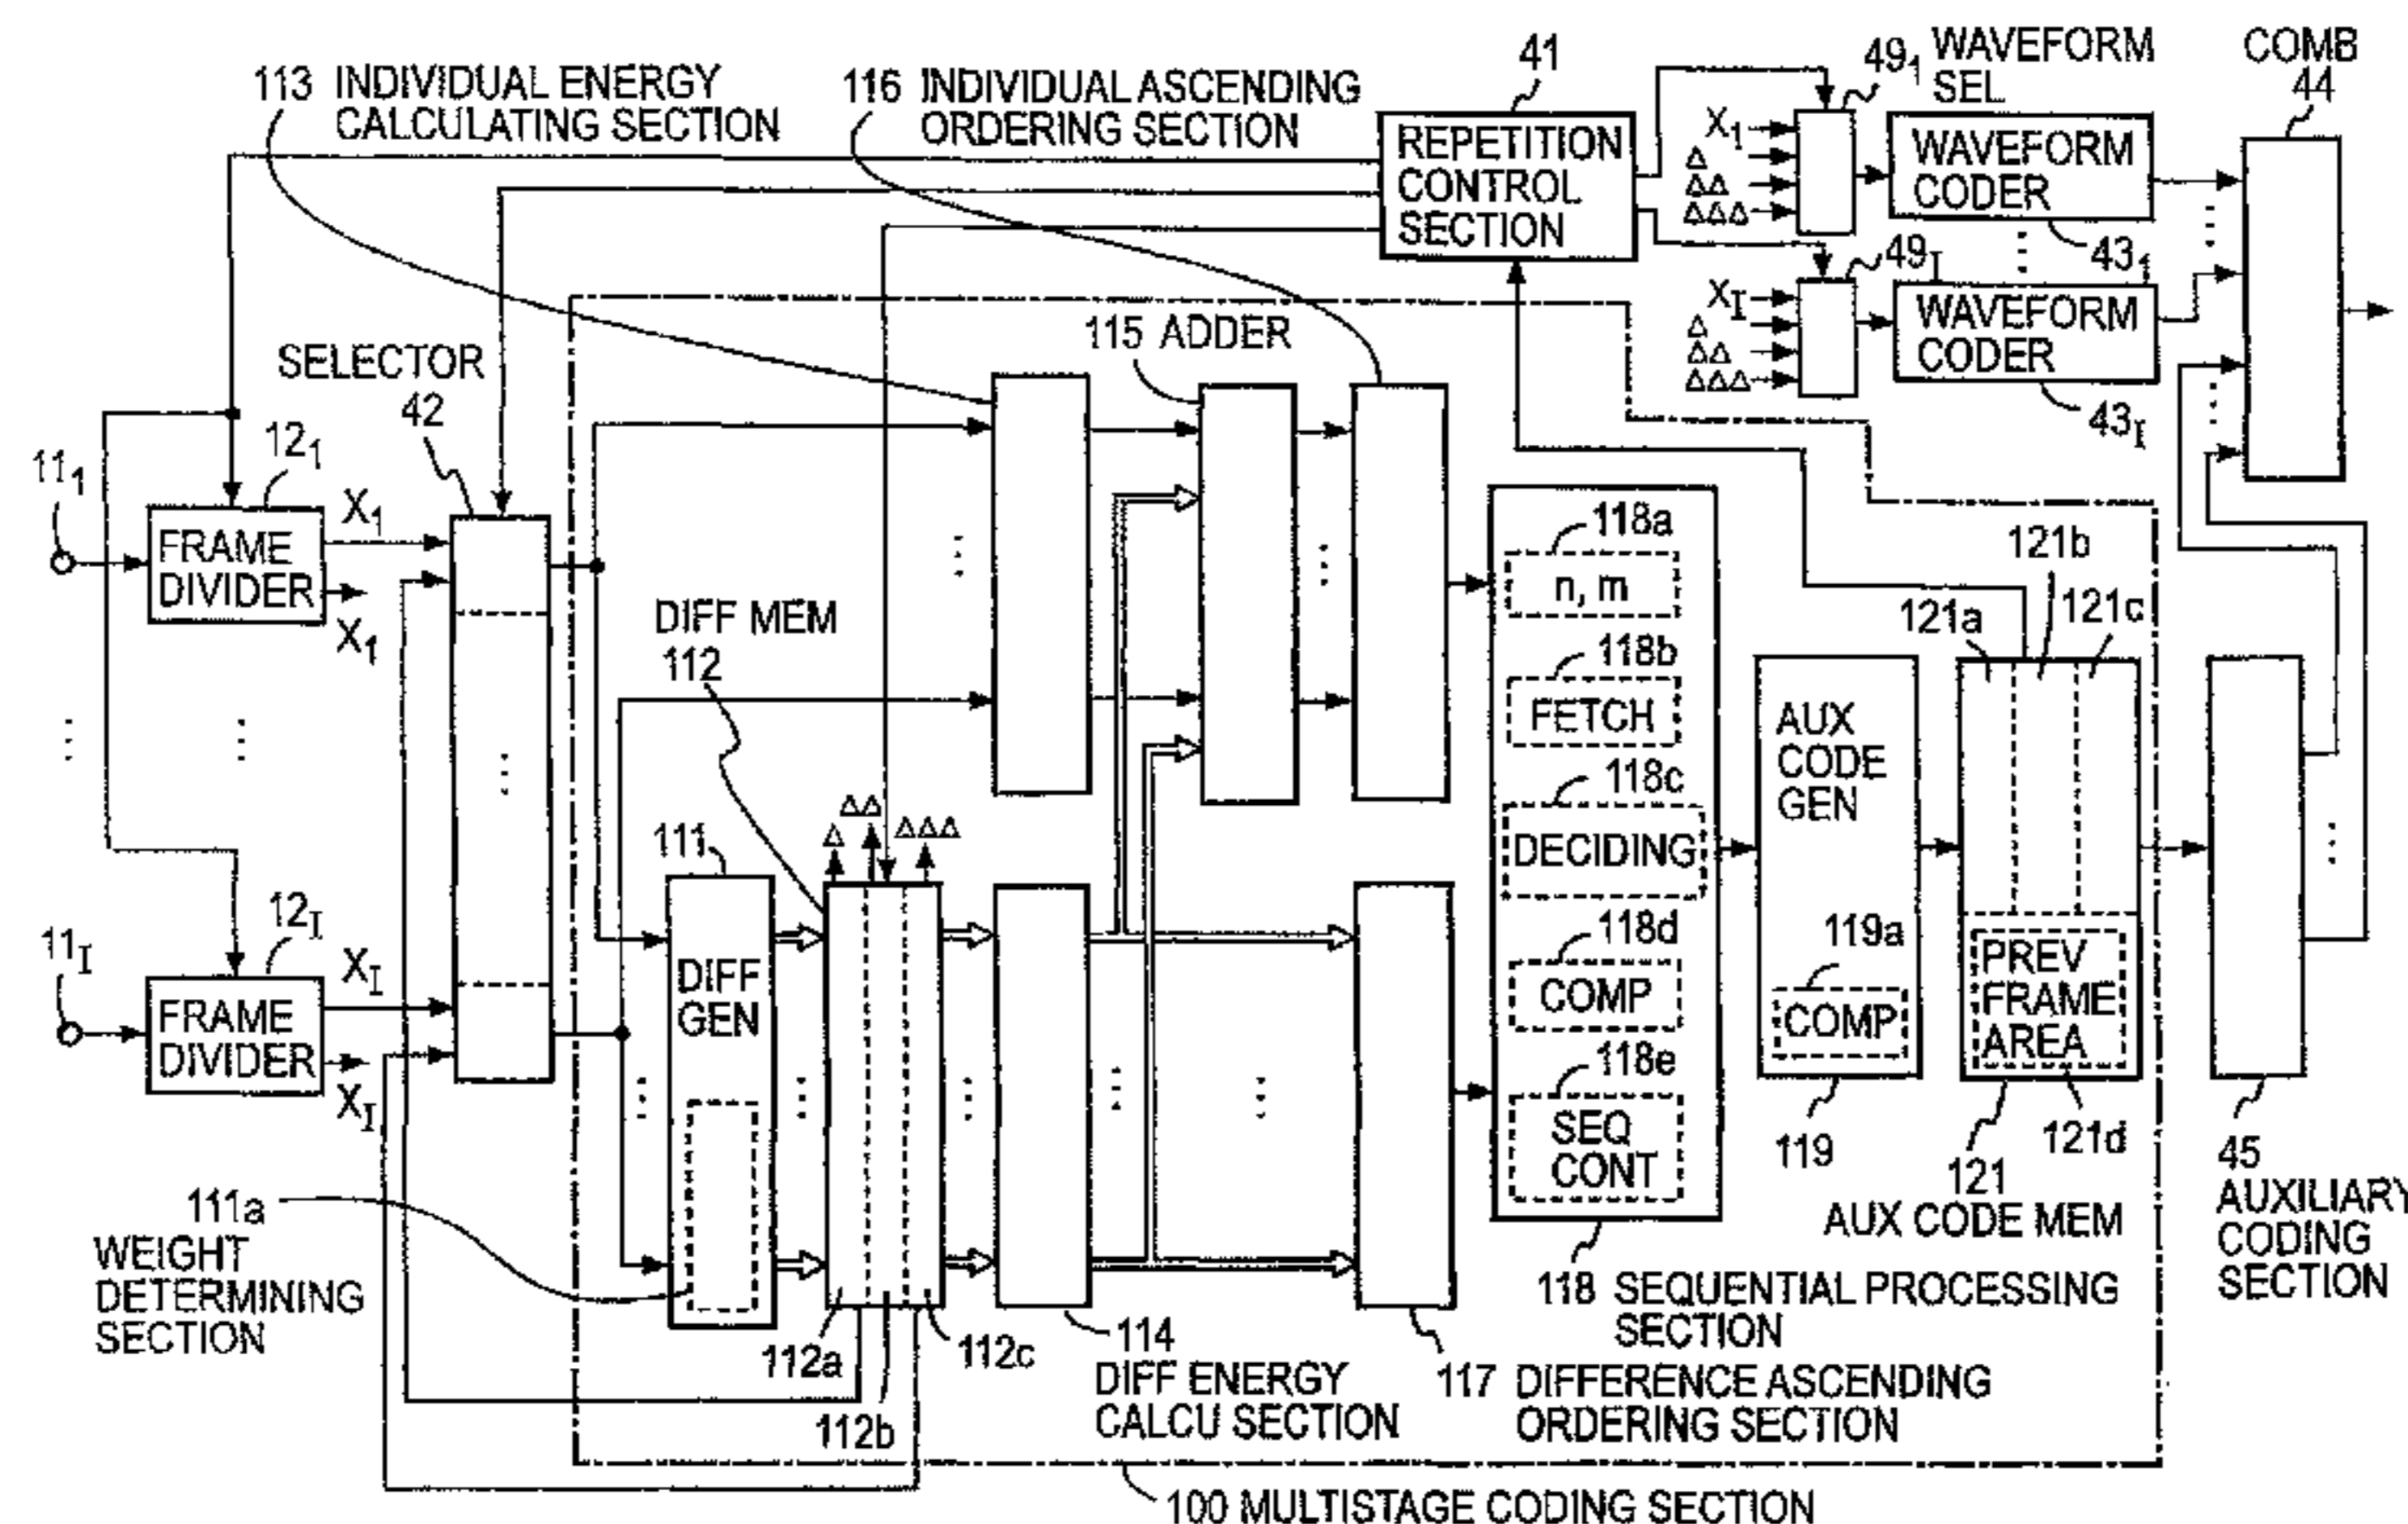 113 INDIVIDUAL ENERGY
CALCULATING SECTION
116 INDIVIDUAL ASCENDING
ORDERING SECTION
41
REPETITION
CONTROL
SECTION
49₁
WAVEFORM
SEL
COMB
44
X₁
Δ
ΔΔ
ΔΔΔ
WAVEFORM
CODER
43₁
49I
XI
Δ
ΔΔ
ΔΔΔ
WAVEFORM
CODER
43I
SELECTOR
42
115 ADDER
11₁
12₁
FRAME
DIVIDER
X₁
X₁
11I
12I
FRAME
DIVIDER
XI
XI
DIFF MEM
112
Δ
ΔΔ
ΔΔΔ
111
DIFF
GEN
111a
WEIGHT
DETERMINING
SECTION
112a
112b
112c
114
DIFF ENERGY
CALCU SECTION
117 DIFFERENCE ASCENDING
ORDERING SECTION
118a
n, m
118b
FETCH
118c
DECIDING
118d
COMP
118e
SEQ
CONT
118 SEQUENTIAL PROCESSING
SECTION
AUX
CODE
GEN
119a
COMP
119
121a
121b
121c
PREV
FRAME
AREA
121d
121
AUX CODE MEM
45
AUXILIARY
CODING
SECTION
100 MULTISTAGE CODING SECTION